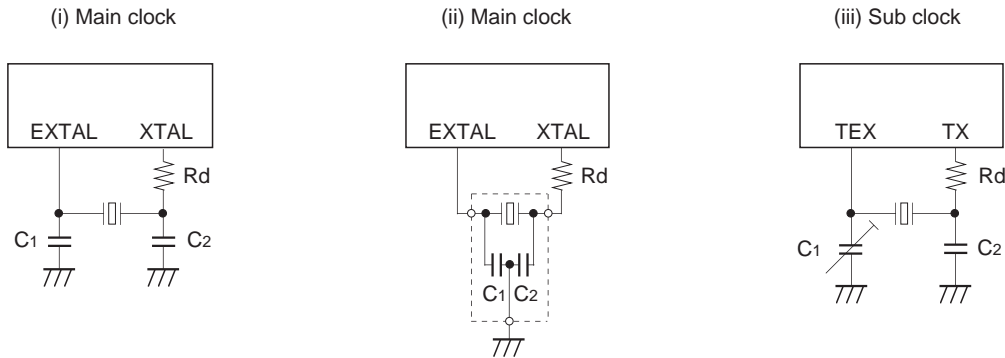 (i) Main clock
(ii) Main clock
(iii) Sub clock
EXTAL XTAL
EXTAL XTAL
TEX TX
Rd
Rd
Rd
C1
C2
C1 C2
C1
C2